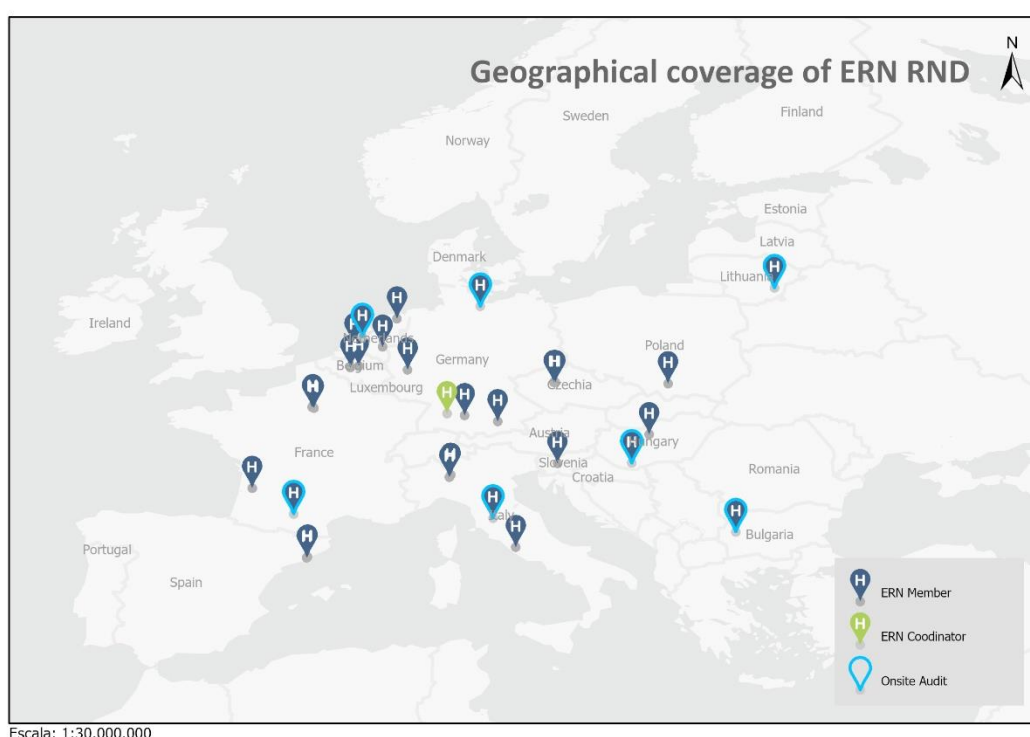 Geographical coverage of ERN RND
N
Finland
Sweden
Norway
Estonia
Latvia
Denmark
Lithuania
Ireland
Netherlands
Poland
Germany
Belgium
Czechia
Luxembourg
Austria
Hungary
France
Slovenia
Romania
Croatia
Italy
Bulgaria
Portugal
Spain
H ERN Member
H ERN Coodinator
Onsite Audit
Escala: 1:30.000.000